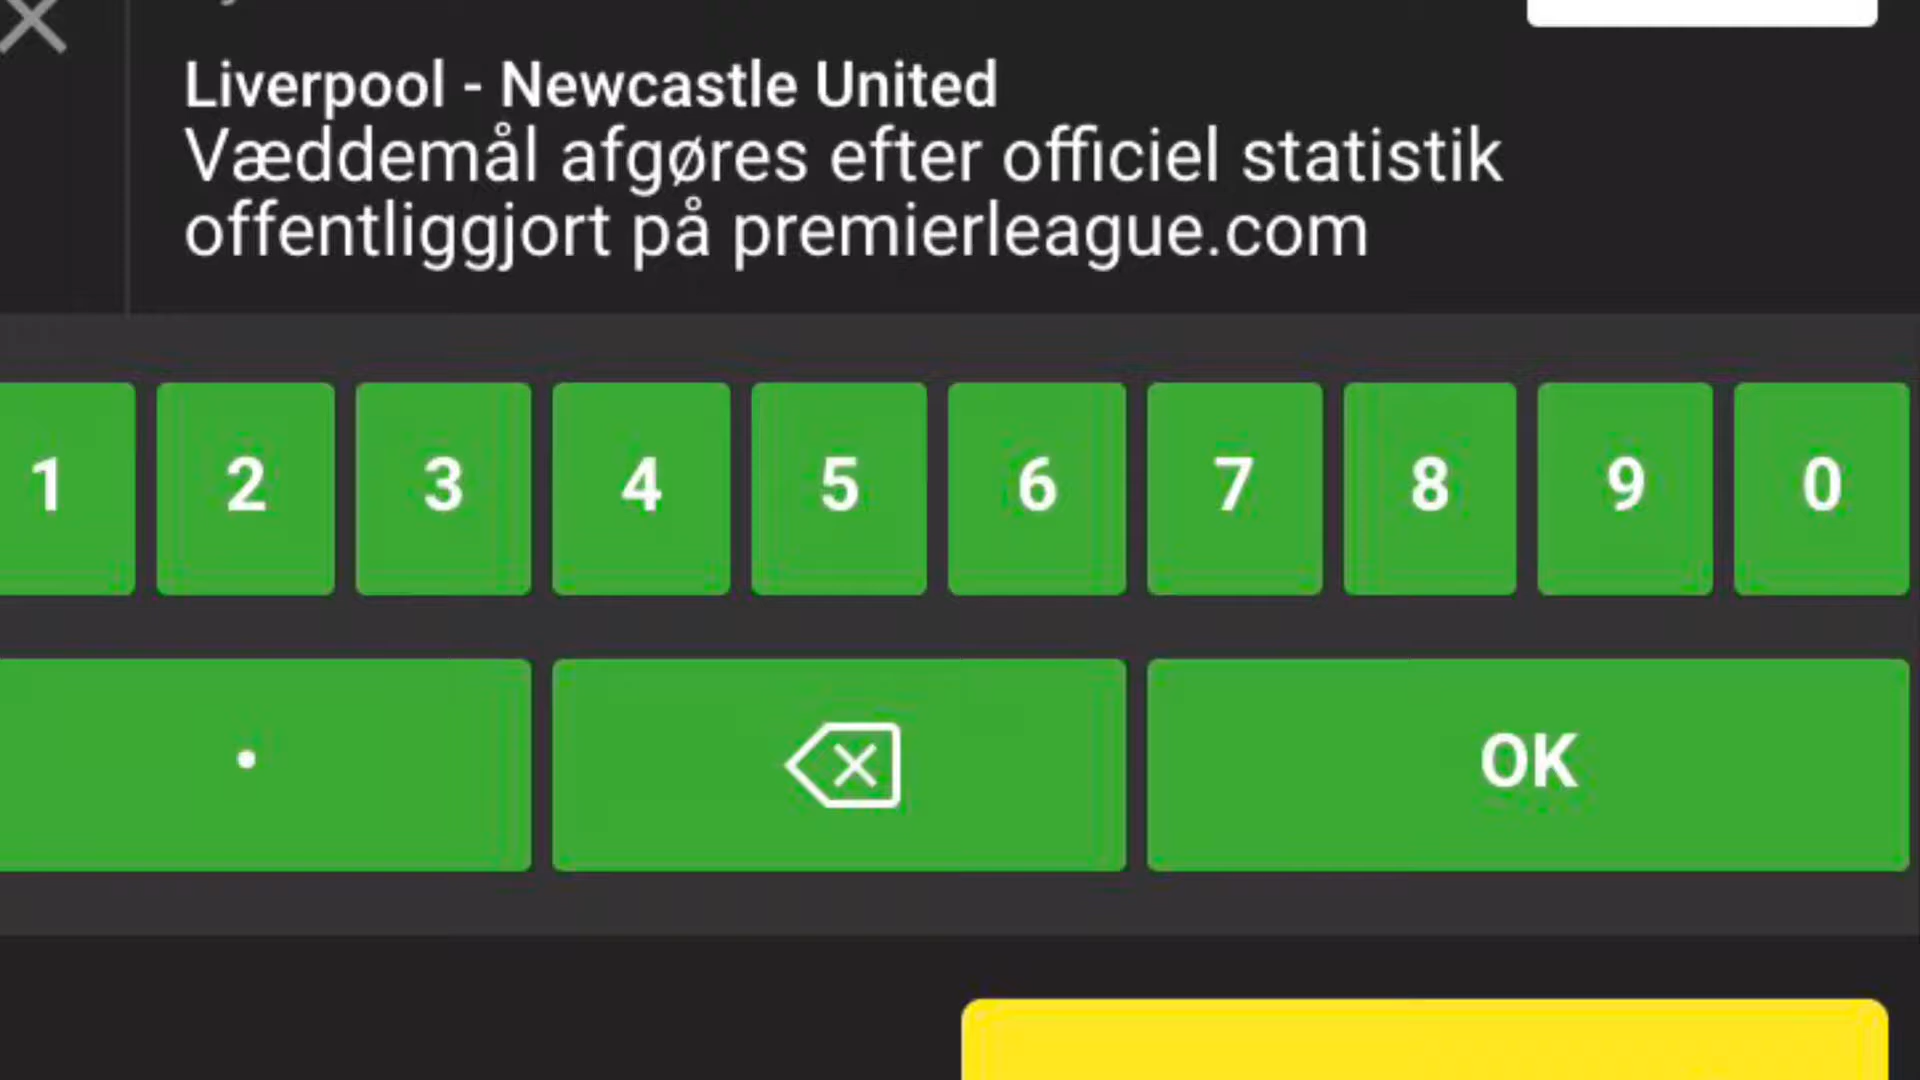 Liverpool - Newcastle United
Væddemål afgøres efter officiel statistik
offentliggjort på premierleague.com
1 2 3 4 5 6 7 8 9 0
. OK